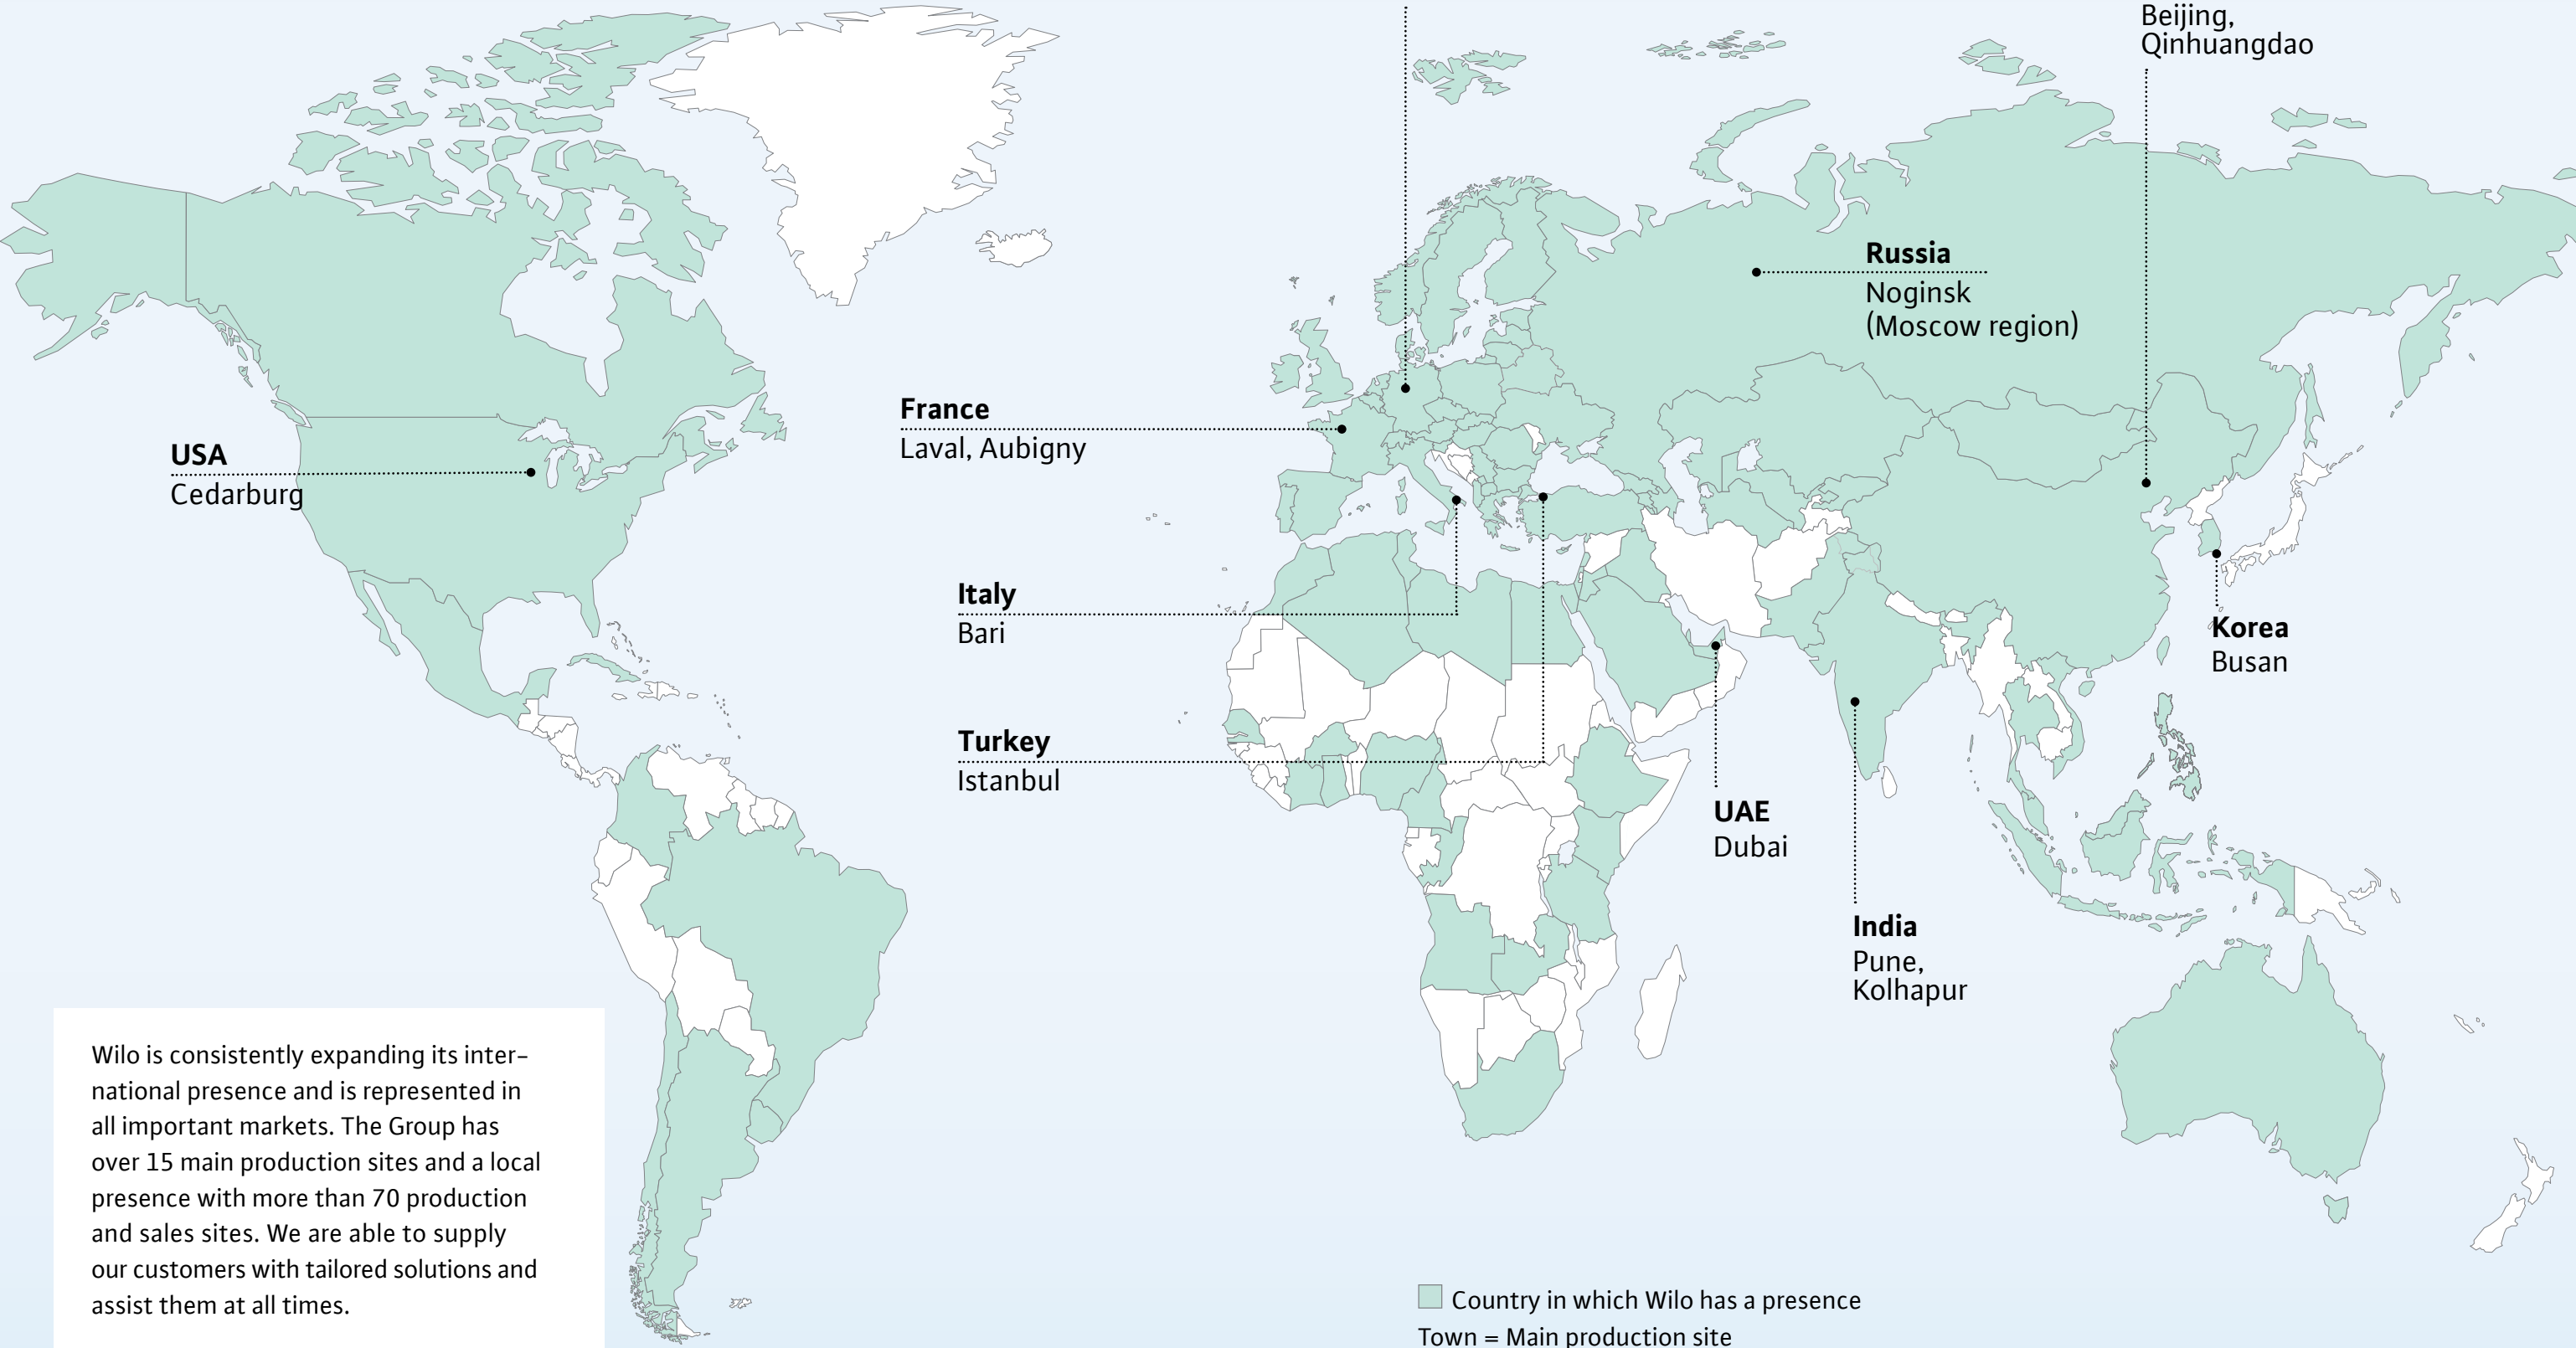 Beijing,
Qinhuangdao
Russia
Noginsk
(Moscow region)
France
Laval, Aubigny
USA
Cedarburg
Italy
Bari
Korea
Busan
Turkey
Istanbul
UAE
Dubai
India
Pune,
Kolhapur
Wilo is consistently expanding its inter–
national presence and is represented in
all important markets. The Group has
over 15 main production sites and a local
presence with more than 70 production
and sales sites. We are able to supply
our customers with tailored solutions and
assist them at all times.
Country in which Wilo has a presence
Town = Main production site